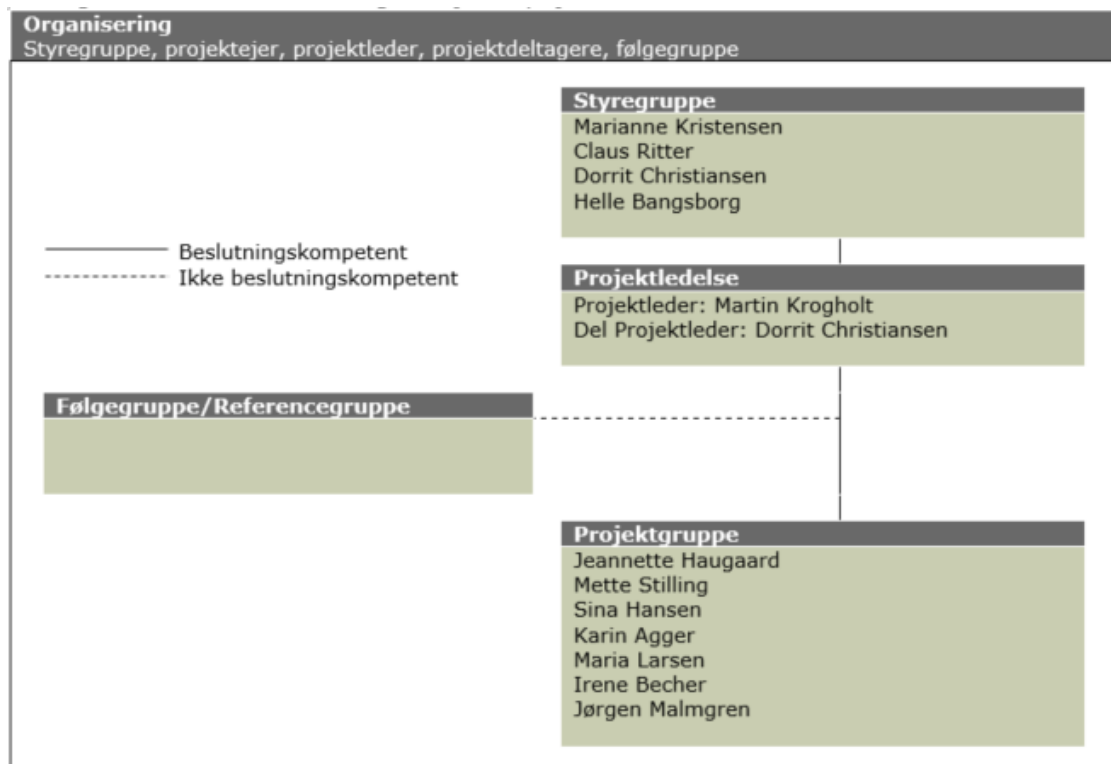 Organisering
Styregruppe, projektejer, projektleder, projektdeltagere, følgegruppe
Styregruppe
Marianne Kristensen
Claus Ritter
Dorrit Christiansen
Helle Bangsborg
Beslutningskompetent
Ikke beslutningskompetent
Projektledelse
Projektleder: Martin Krogholt
Del Projektleder: Dorrit Christiansen
Følgegruppe/Referencegruppe
Projektgruppe
Jeannette Haugaard
Mette Stilling
Sina Hansen
Karin Agger
Maria Larsen
Irene Becher
Jørgen Malmgren